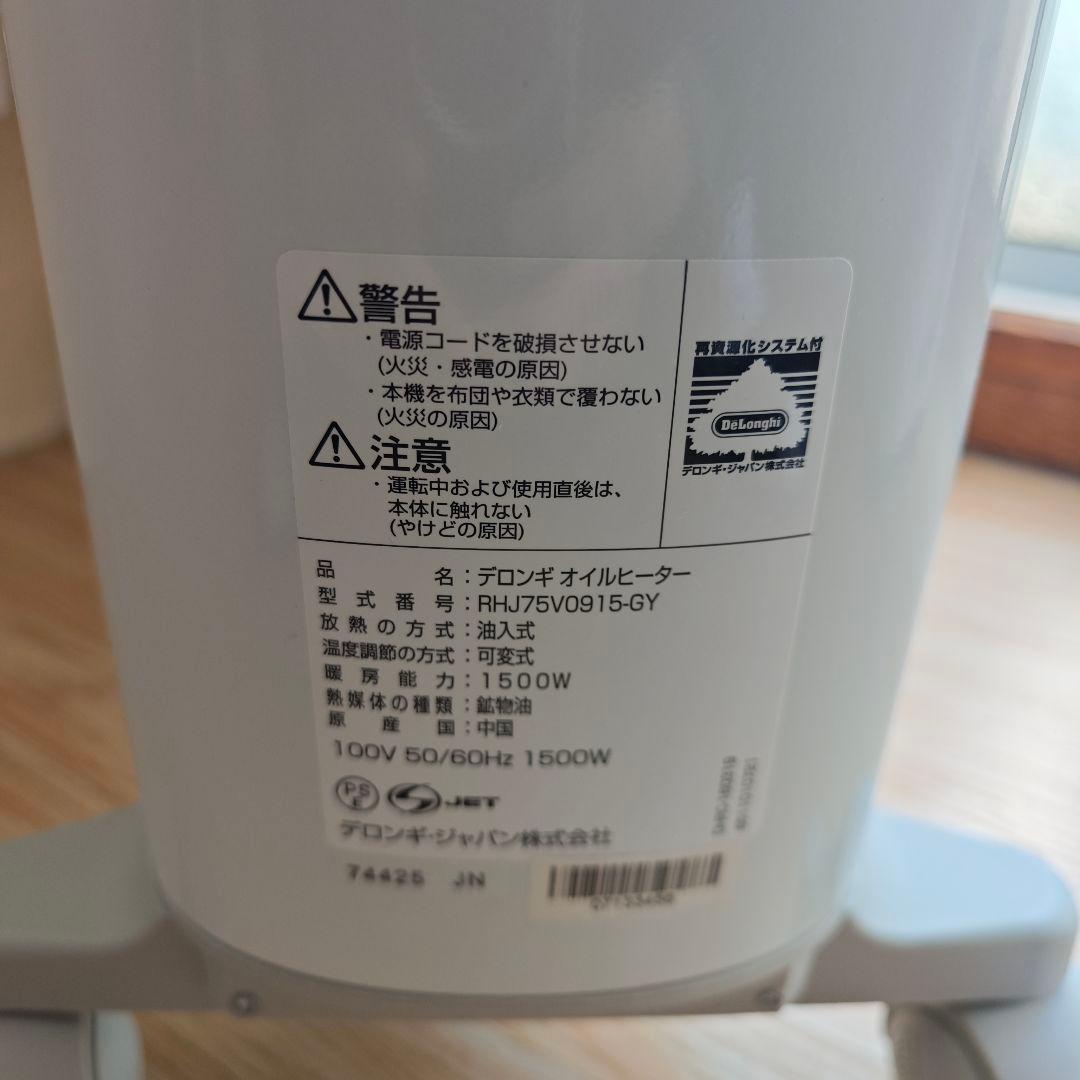 警告
・電源コードを破損させない
(火災・感電の原因)
・本機を布団や衣類で覆わない
(火災の原因)
注意
・運転中および使用直後は、
本体に触れない
(やけどの原因)
再資源化システム付
DeLonghi
デロンギ・ジャパン株式会社
品名：デロンギ オイルヒーター
型式番号：RHJ75V0915-GY
放熱の方式：油入式
温度調節の方式：可変式
暖房能力：1500W
熱媒体の種類：鉱物油
原産国：中国
100V 50/60Hz 1500W
PSE JET
デロンギ・ジャパン株式会社
74425 JN